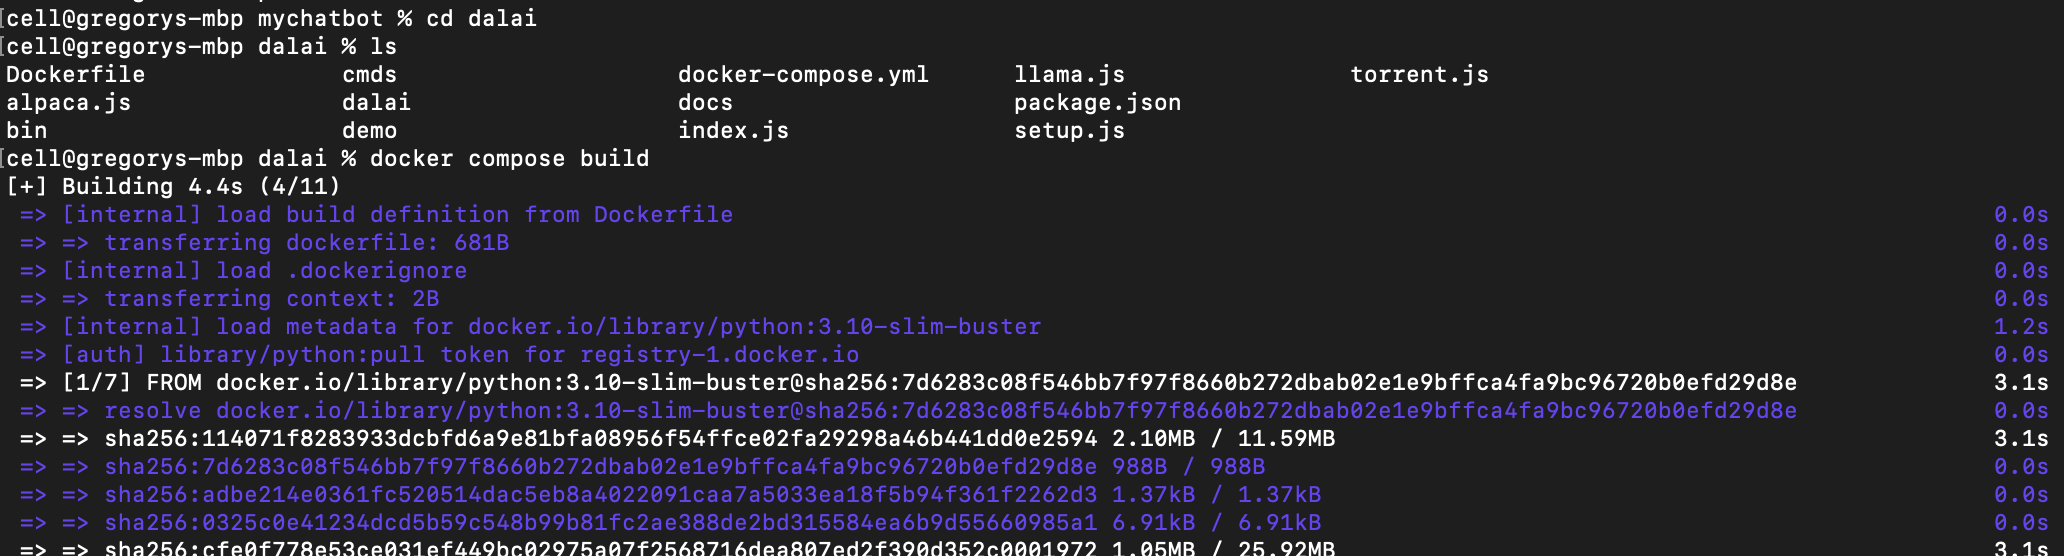 [cell@gregorys-mbp mychatbot % cd dalai
[cell@gregorys-mbp dalai % ls
Dockerfile cmds docker-compose.yml llama.js torrent.js
alpaca.js dalai docs package.json
bin demo index.js setup.js
[cell@gregorys-mbp dalai % docker compose build
[+] Building 4.4s (4/11)
=> [internal] load build definition from Dockerfile 0.0s
=> => transferring dockerfile: 681B 0.0s
=> [internal] load .dockerignore 0.0s
=> => transferring context: 2B 0.0s
=> [internal] load metadata for docker.io/library/python:3.10-slim-buster 1.2s
=> [auth] library/python:pull token for registry-1.docker.io 0.0s
=> [1/7] FROM docker.io/library/python:3.10-slim-buster@sha256:7d6283c08f546bb7f97f8660b272dbab02e1e9bffca4fa9bc96720b0efd29d8e 3.1s
=> => resolve docker.io/library/python:3.10-slim-buster@sha256:7d6283c08f546bb7f97f8660b272dbab02e1e9bffca4fa9bc96720b0efd29d8e 0.0s
=> => sha256:114071f8283933dcbfd6a9e81bfa08956f54ffce02fa29298a46b441dd0e2594 2.10MB / 11.59MB 3.1s
=> => sha256:7d6283c08f546bb7f97f8660b272dbab02e1e9bffca4fa9bc96720b0efd29d8e 988B / 988B 0.0s
=> => sha256:adbe214e0361fc520514dac5eb8a4022091caa7a5033ea18f5b94f361f2262d3 1.37kB / 1.37kB 0.0s
=> => sha256:0325c0e41234dcd5b59c548b99b81fc2ae388de2bd315584ea6b9d55660985a1 6.91kB / 6.91kB 0.0s
=> => sha256:cfe0f778e53ce031ef449bc02975a07f2568716dea807ed2f390d352c0001972 1.05MB / 25.92MB 3.1s